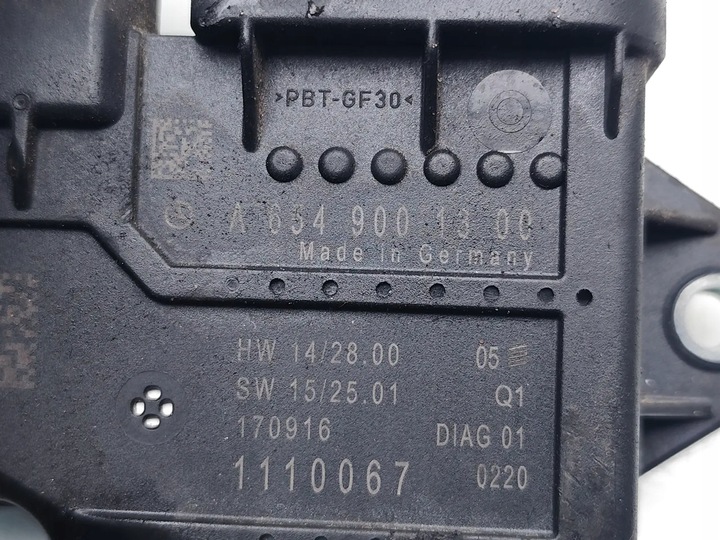 >PBT-GF30<
A 654 900 13 00
Made in Germany
HW 14/28.00 05
SW 15/25.01 Q1
170916 DIAG 01
1110067 0220